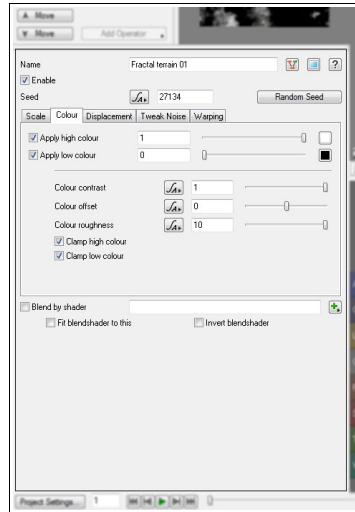 Move
Move Add Operator
Name Fractal terrain 01 ?
Enable
Seed 27134 Random Seed
Scale Colour Displacement Tweak Noise Warping
Apply high colour 1
Apply low colour 0
Colour contrast 1
Colour offset 0
Colour roughness 10
Clamp high colour
Clamp low colour
Blend by shader
Fit blendshader to this Invert blendshader
Project Settings... 1